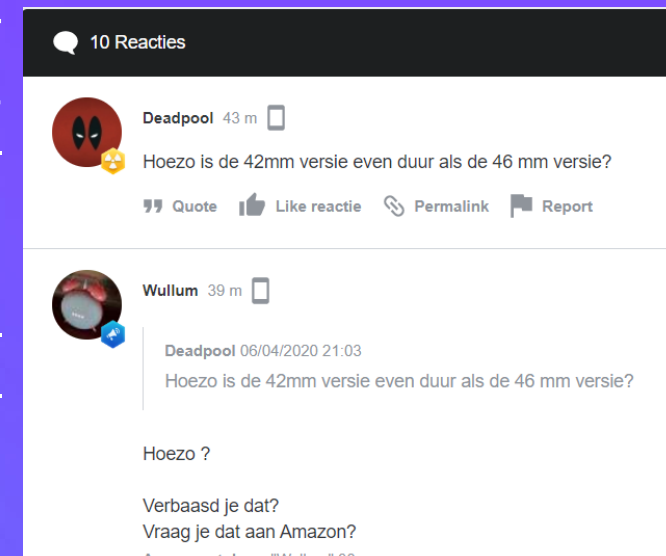 10 Reacties
Deadpool 43 m
Hoezo is de 42mm versie even duur als de 46 mm versie?
Quote Like reactie Permalink Report
Wullum 39 m
Deadpool 06/04/2020 21:03
Hoezo is de 42mm versie even duur als de 46 mm versie?
Hoezo ?
Verbaasd je dat?
Vraag je dat aan Amazon?